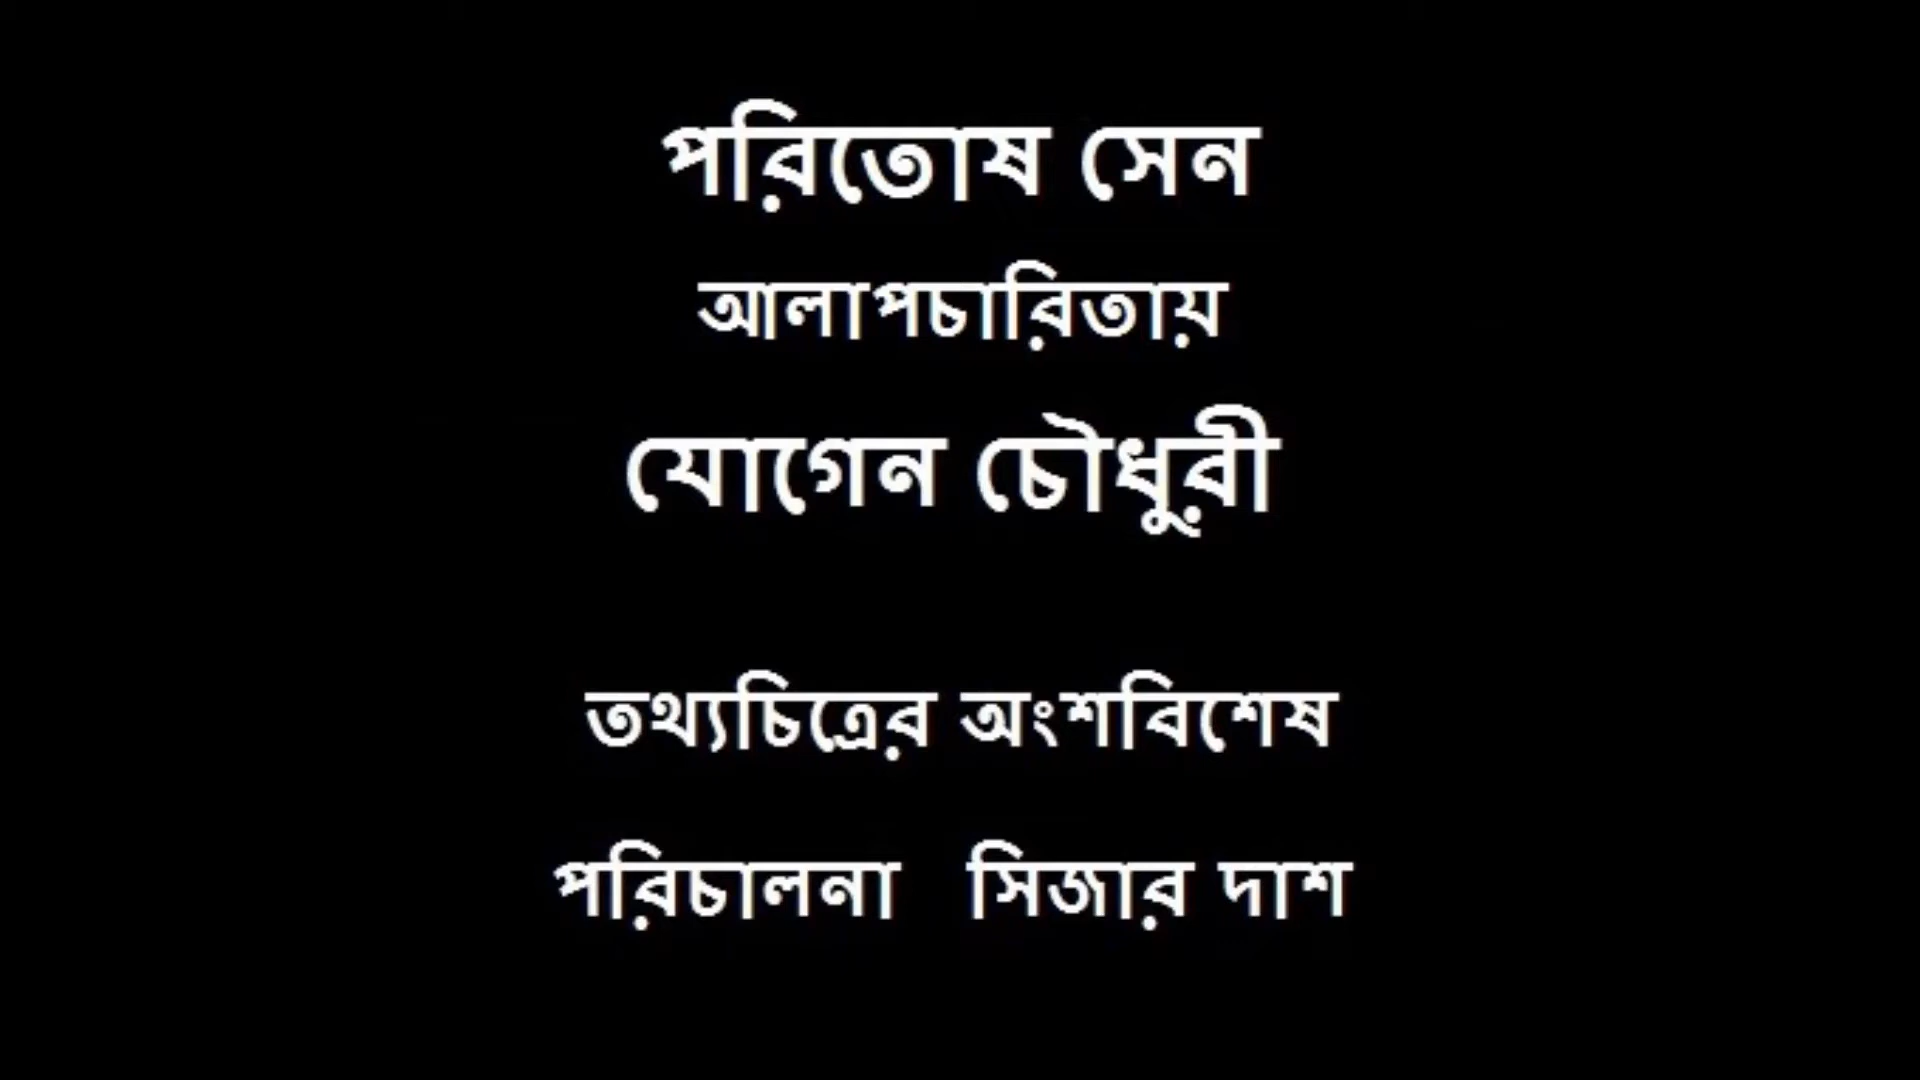 পরিতোষ সেন
আলাপচারিতায়
যোগেন চৌধুরী
তথ্যচিত্রের অংশবিশেষ
পরিচালনা সিজার দাশ